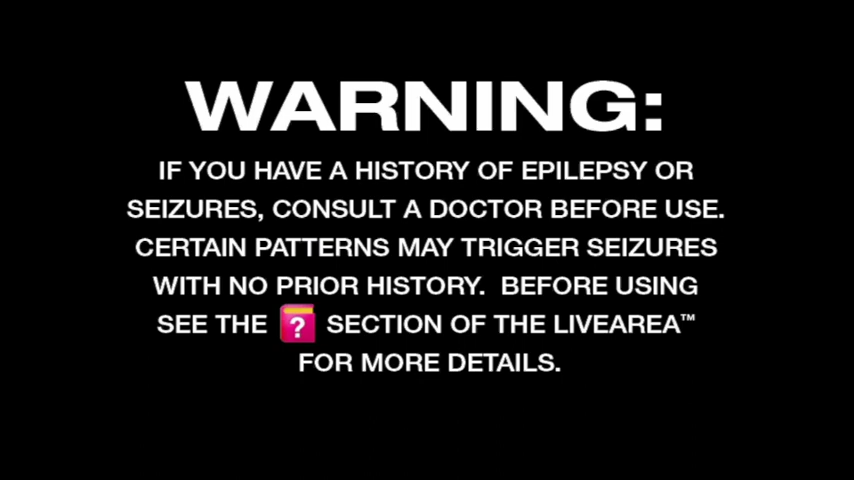 WARNING:
IF YOU HAVE A HISTORY OF EPILEPSY OR
SEIZURES, CONSULT A DOCTOR BEFORE USE.
CERTAIN PATTERNS MAY TRIGGER SEIZURES
WITH NO PRIOR HISTORY.  BEFORE USING
SEE THE ? SECTION OF THE LIVEAREA™
FOR MORE DETAILS.